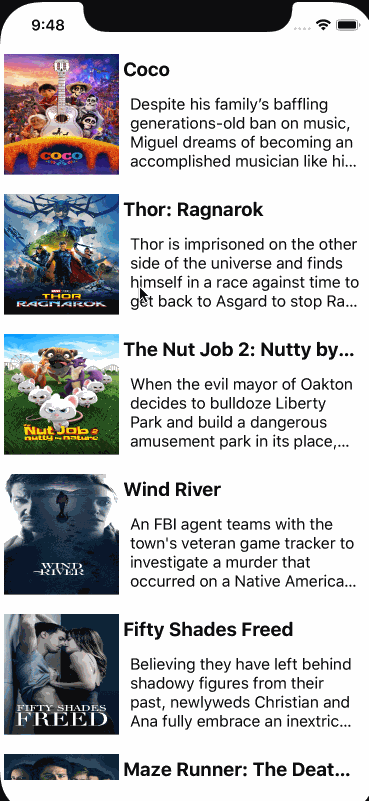 9:48
Coco
Despite his family's baffling
generations-old ban on music,
Miguel dreams of becoming an
accomplished musician like hi...
COCO
Thor: Ragnarok
Thor is imprisoned on the other
side of the universe and finds
himself in a race against time to
get back to Asgard to stop Ra...
THOR
RAGNAROK
The Nut Job 2: Nutty by...
When the evil mayor of Oakton
decides to bulldoze Liberty
Park and build a dangerous
amusement park in its place,...
Nut Job 2
nutty by nature
Wind River
An FBI agent teams with the
town's veteran game tracker to
investigate a murder that
occurred on a Native America...
WIND
RIVER
Fifty Shades Freed
Believing they have left behind
shadowy figures from their
past, newlyweds Christian and
Ana fully embrace an inextric...
FIFTY SHADES
FREED
Maze Runner: The Deat...